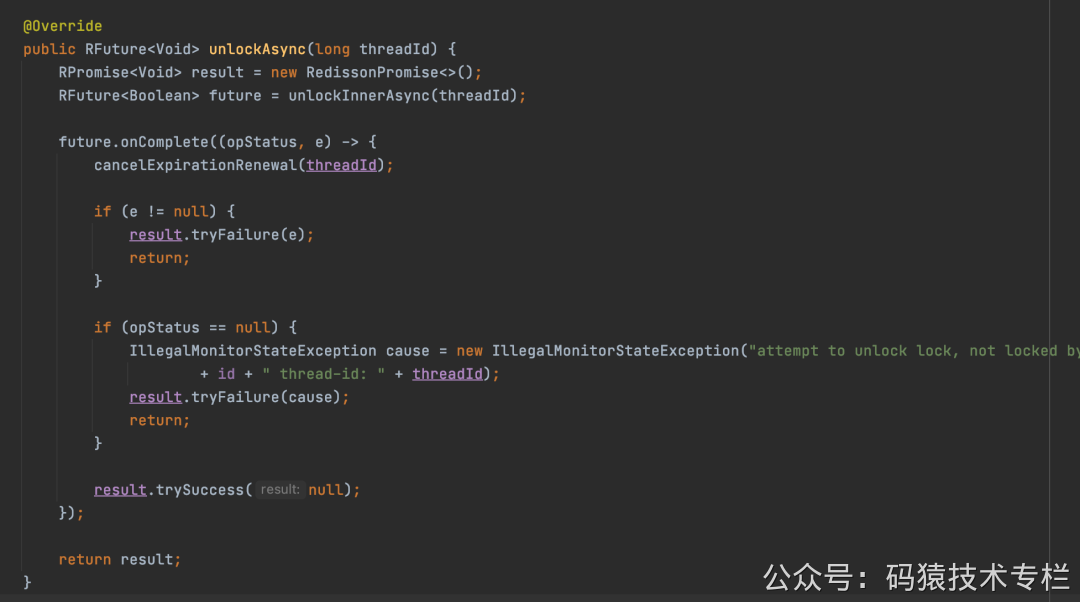 @Override
public RFuture<Void> unlockAsync(long threadId) {
    RPromise<Void> result = new RedissonPromise<>();
    RFuture<Boolean> future = unlockInnerAsync(threadId);
    future.onComplete((opStatus, e) -> {
        cancelExpirationRenewal(threadId);
        if (e != null) {
            result.tryFailure(e);
            return;
        }
        if (opStatus == null) {
            IllegalMonitorStateException cause = new IllegalMonitorStateException("attempt to unlock lock, not locked by
                    + id + " thread-id: " + threadId);
            result.tryFailure(cause);
            return;
        }
        result.trySuccess( result: null);
    });
    return result;
}
公众号：码猿技术专栏